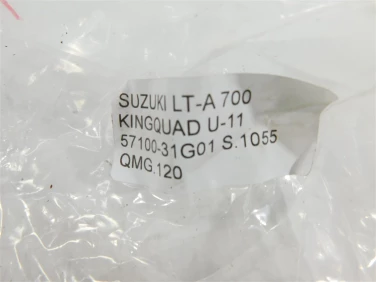 SUZUKI LT-A 700
KINGQUAD U-11
57100-31G01 S.1055
QMG.120